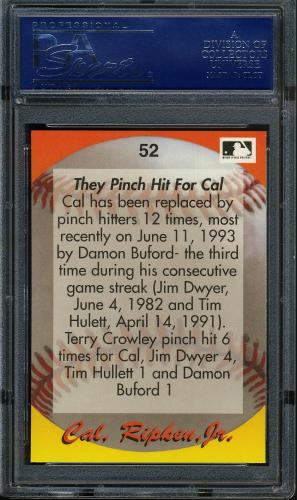 PROFESSIONAL
PSA
A
DIVISION OF
COLLECTORS
UNIVERSE
52
They Pinch Hit For Cal
Cal has been replaced by
pinch hitters 12 times, most
recently on June 11, 1993
by Damon Buford- the third
time during his consecutive
game streak (Jim Dwyer,
June 4, 1982 and Tim
Hulett, April 14, 1991).
Terry Crowley pinch hit 6
times for Cal, Jim Dwyer 4,
Tim Hullett 1 and Damon
Buford 1
Cal. Ripken, Jr.